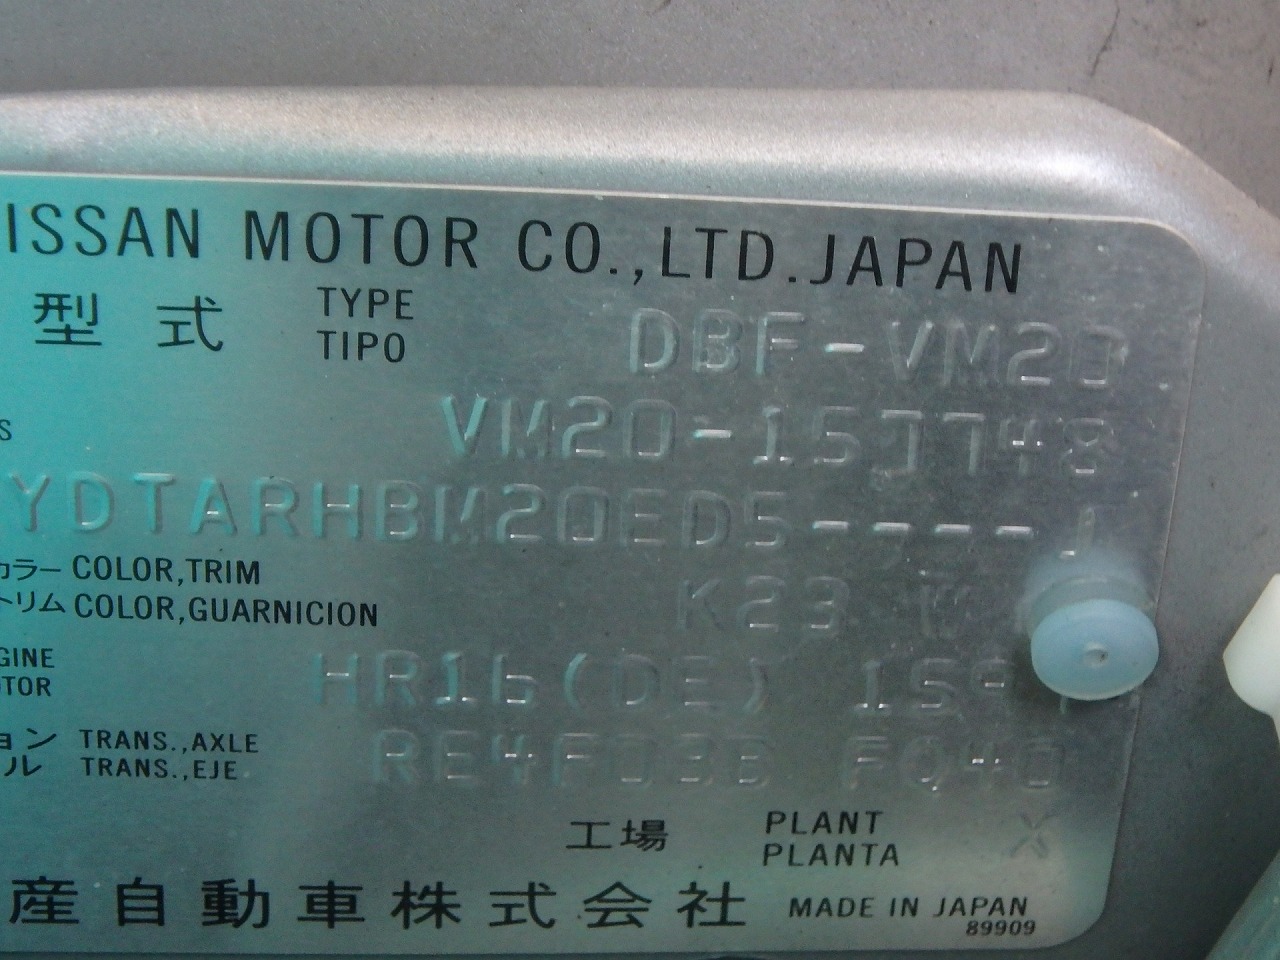 ISSAN MOTOR CO.,LTD.JAPAN
型式 TYPE DBF-VM20
TIPO
S VM20-
YDTARHBM20ED5-----
カラー COLOR,TRIM K23
トリム COLOR,GUARNICION
GINE HR16(DE)
TOR
ョン TRANS.,AXLE RE4F03B FQ40
ル TRANS.,EJE
工場 PLANT X
PLANTA
産自動車株式会社 MADE IN JAPAN
89909